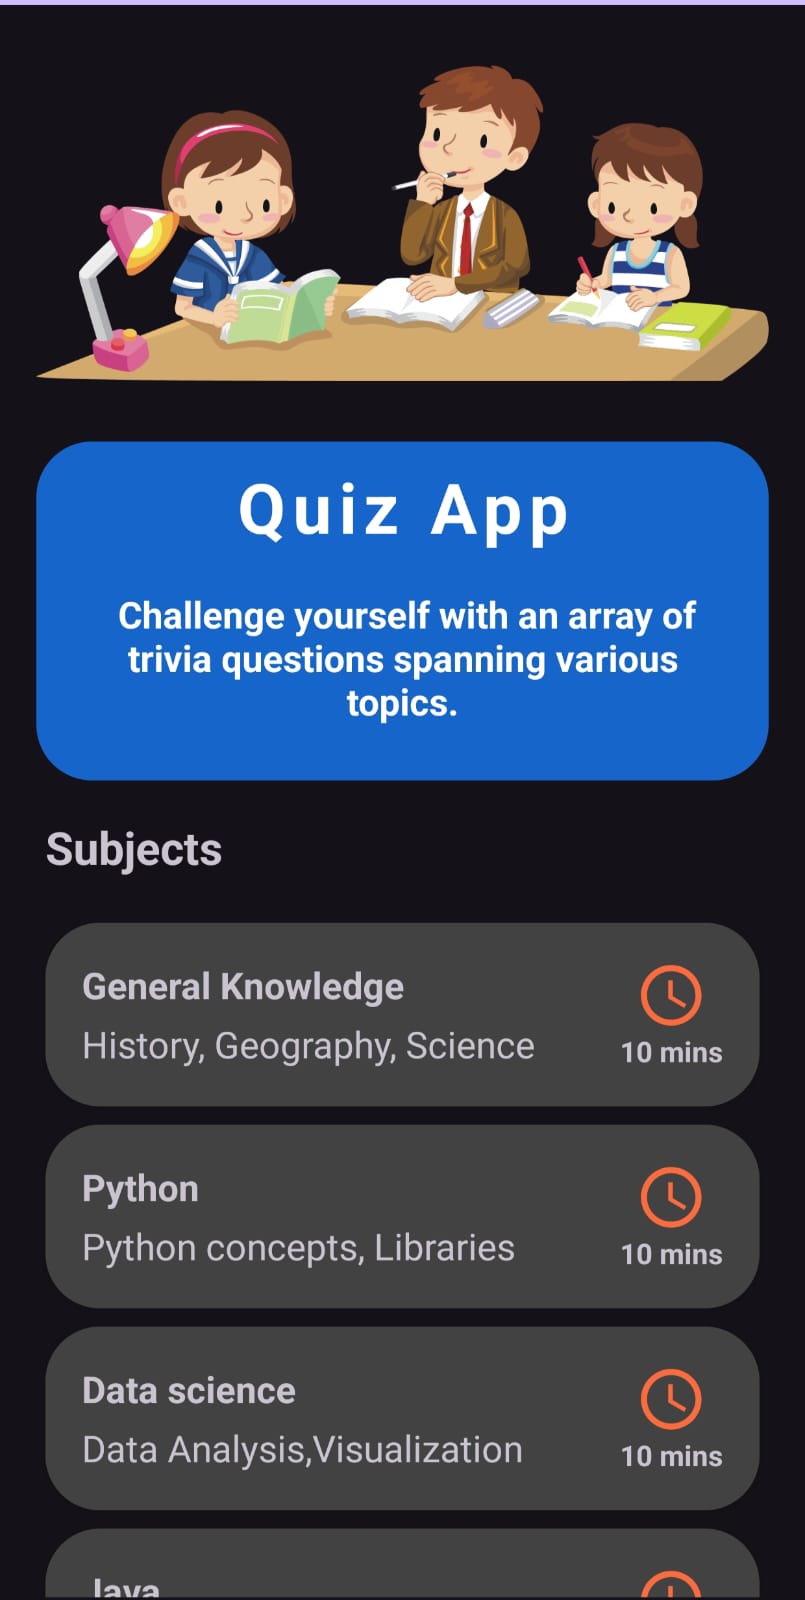 Quiz App
Challenge yourself with an array of
trivia questions spanning various
topics.
Subjects
General Knowledge
History, Geography, Science
10 mins
Python
Python concepts, Libraries
10 mins
Data science
Data Analysis,Visualization
10 mins
Java